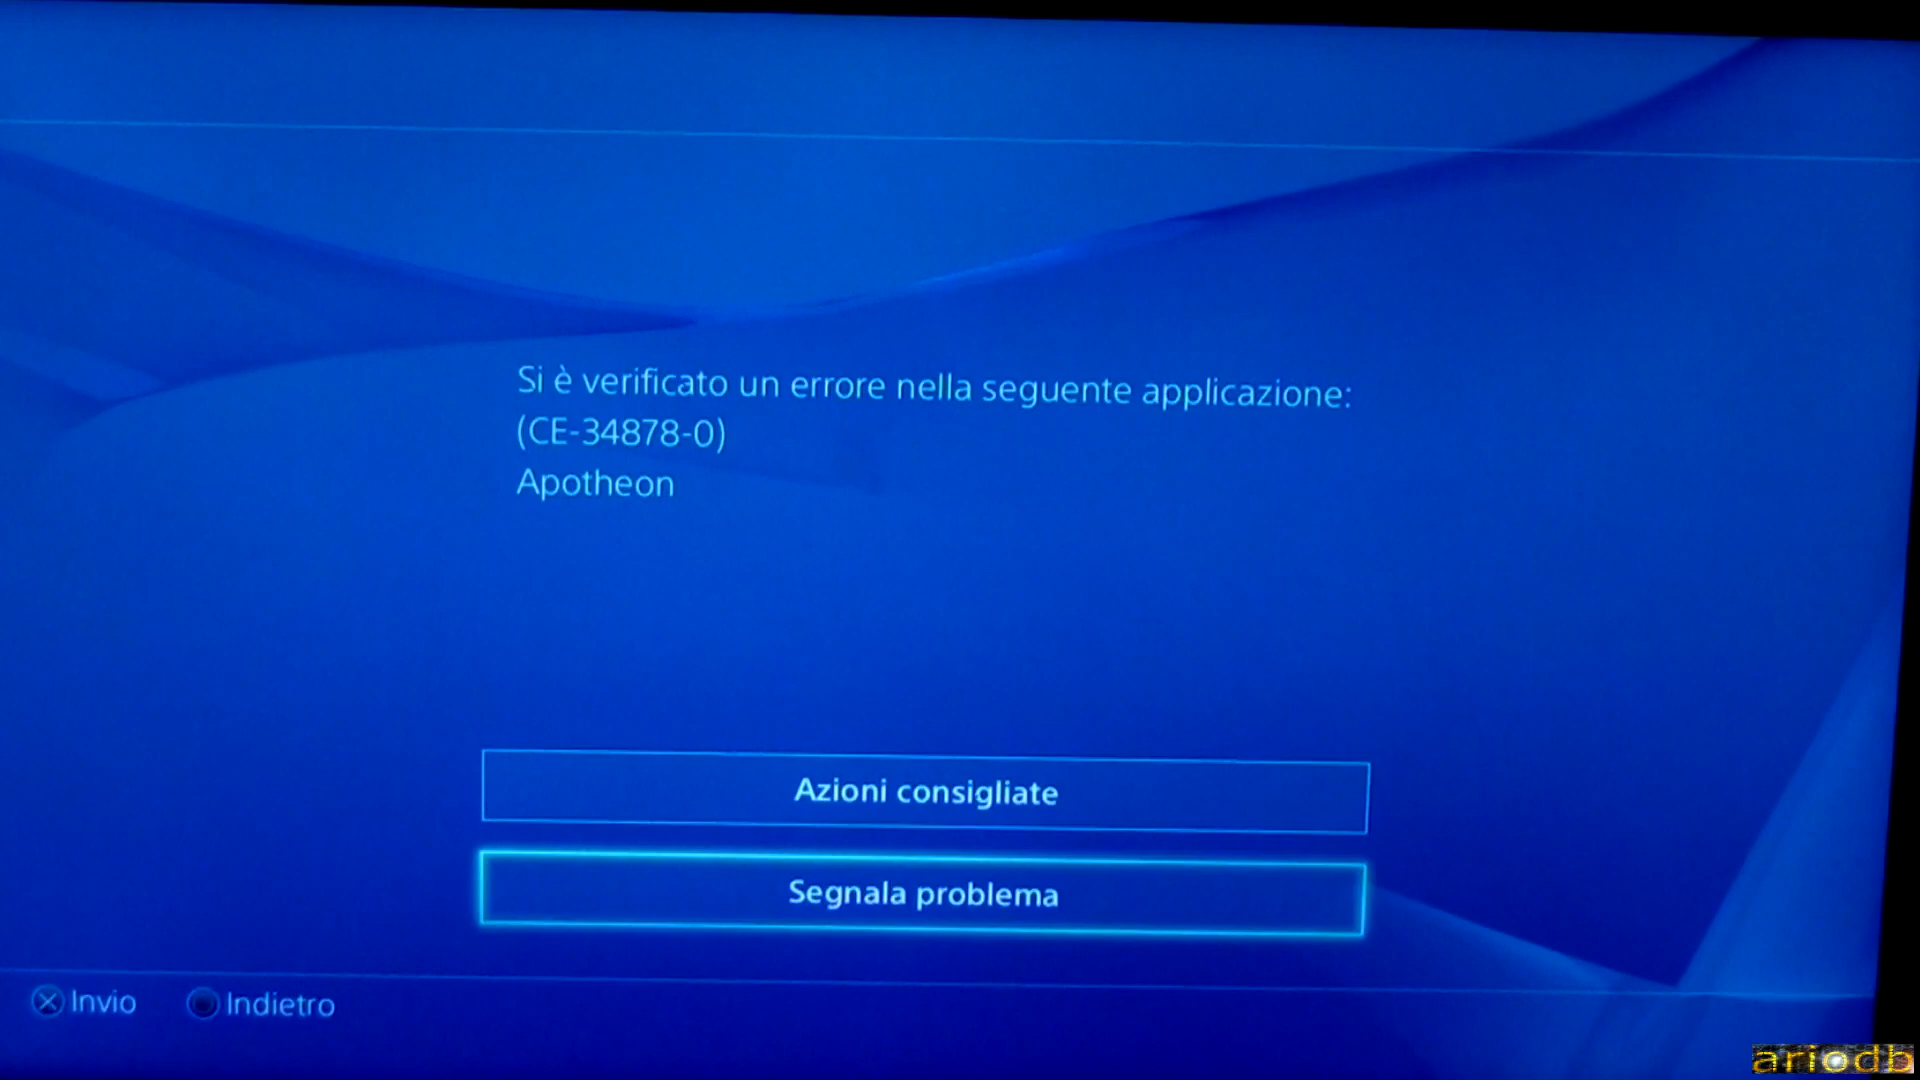 Si è verificato un errore nella seguente applicazione:
(CE-34878-0)
Apotheon
Azioni consigliate
Segnala problema
Invio Indietro
ariodb